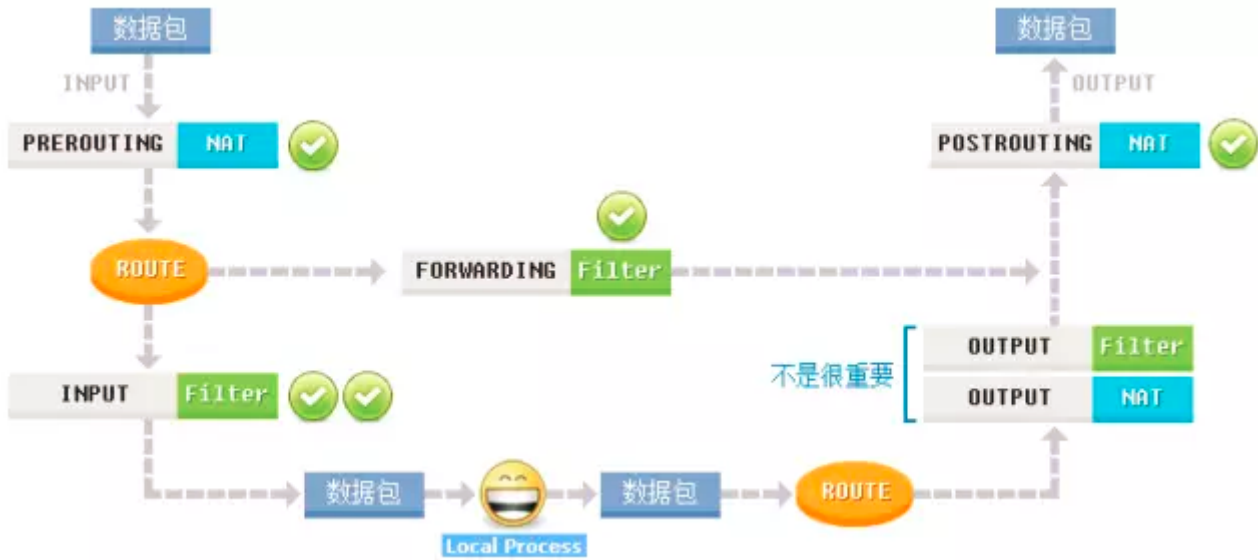 数据包
数据包
INPUT
OUTPUT
PREROUTING NAT
POSTROUTING NAT
ROUTE
FORWARDING Filter
OUTPUT Filter
不是很重要
INPUT Filter
OUTPUT NAT
数据包
数据包
ROUTE
Local Process